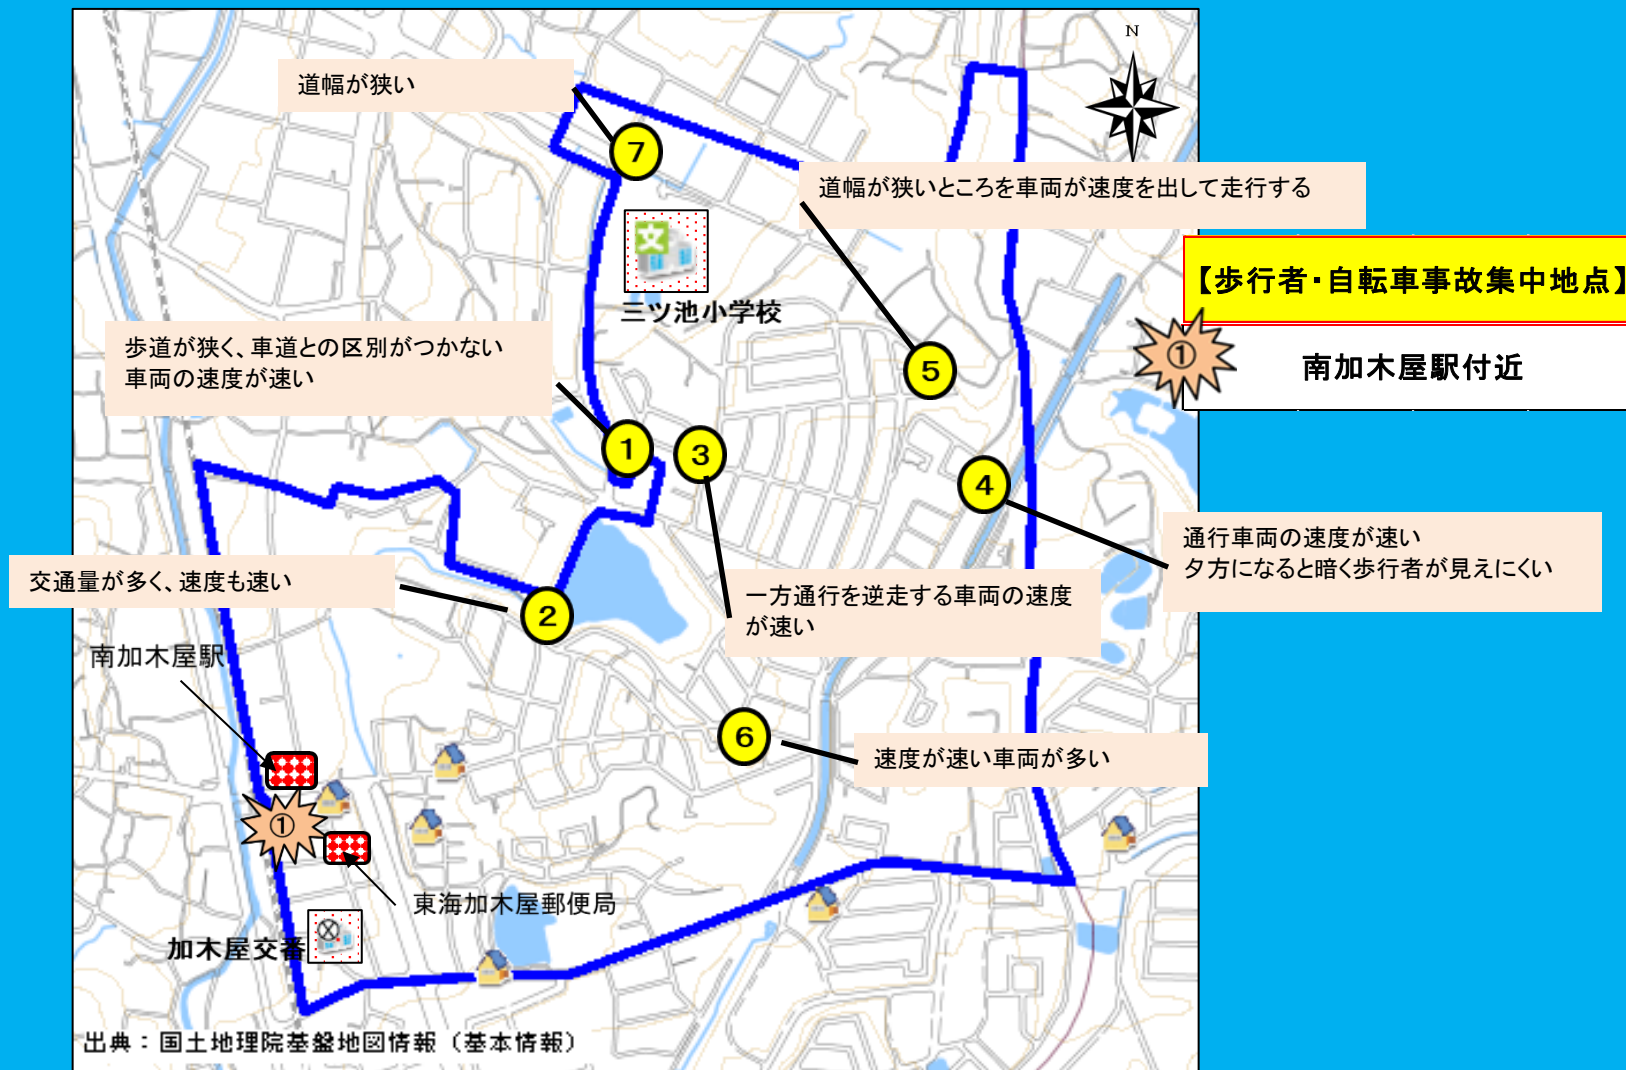 N
道幅が狭い
7
道幅が狭いところを車両が速度を出して走行する
文
三ツ池小学校
【歩行者・自転車事故集中地点】
①
南加木屋駅付近
歩道が狭く、車道との区別がつかない
車両の速度が速い
5
1
3
4
通行車両の速度が速い
夕方になると暗く歩行者が見えにくい
交通量が多く、速度も速い
2
一方通行を逆走する車両の速度
が速い
南加木屋駅
6
速度が速い車両が多い
①
東海加木屋郵便局
加木屋交番
出典：国土地理院基盤地図情報（基本情報）